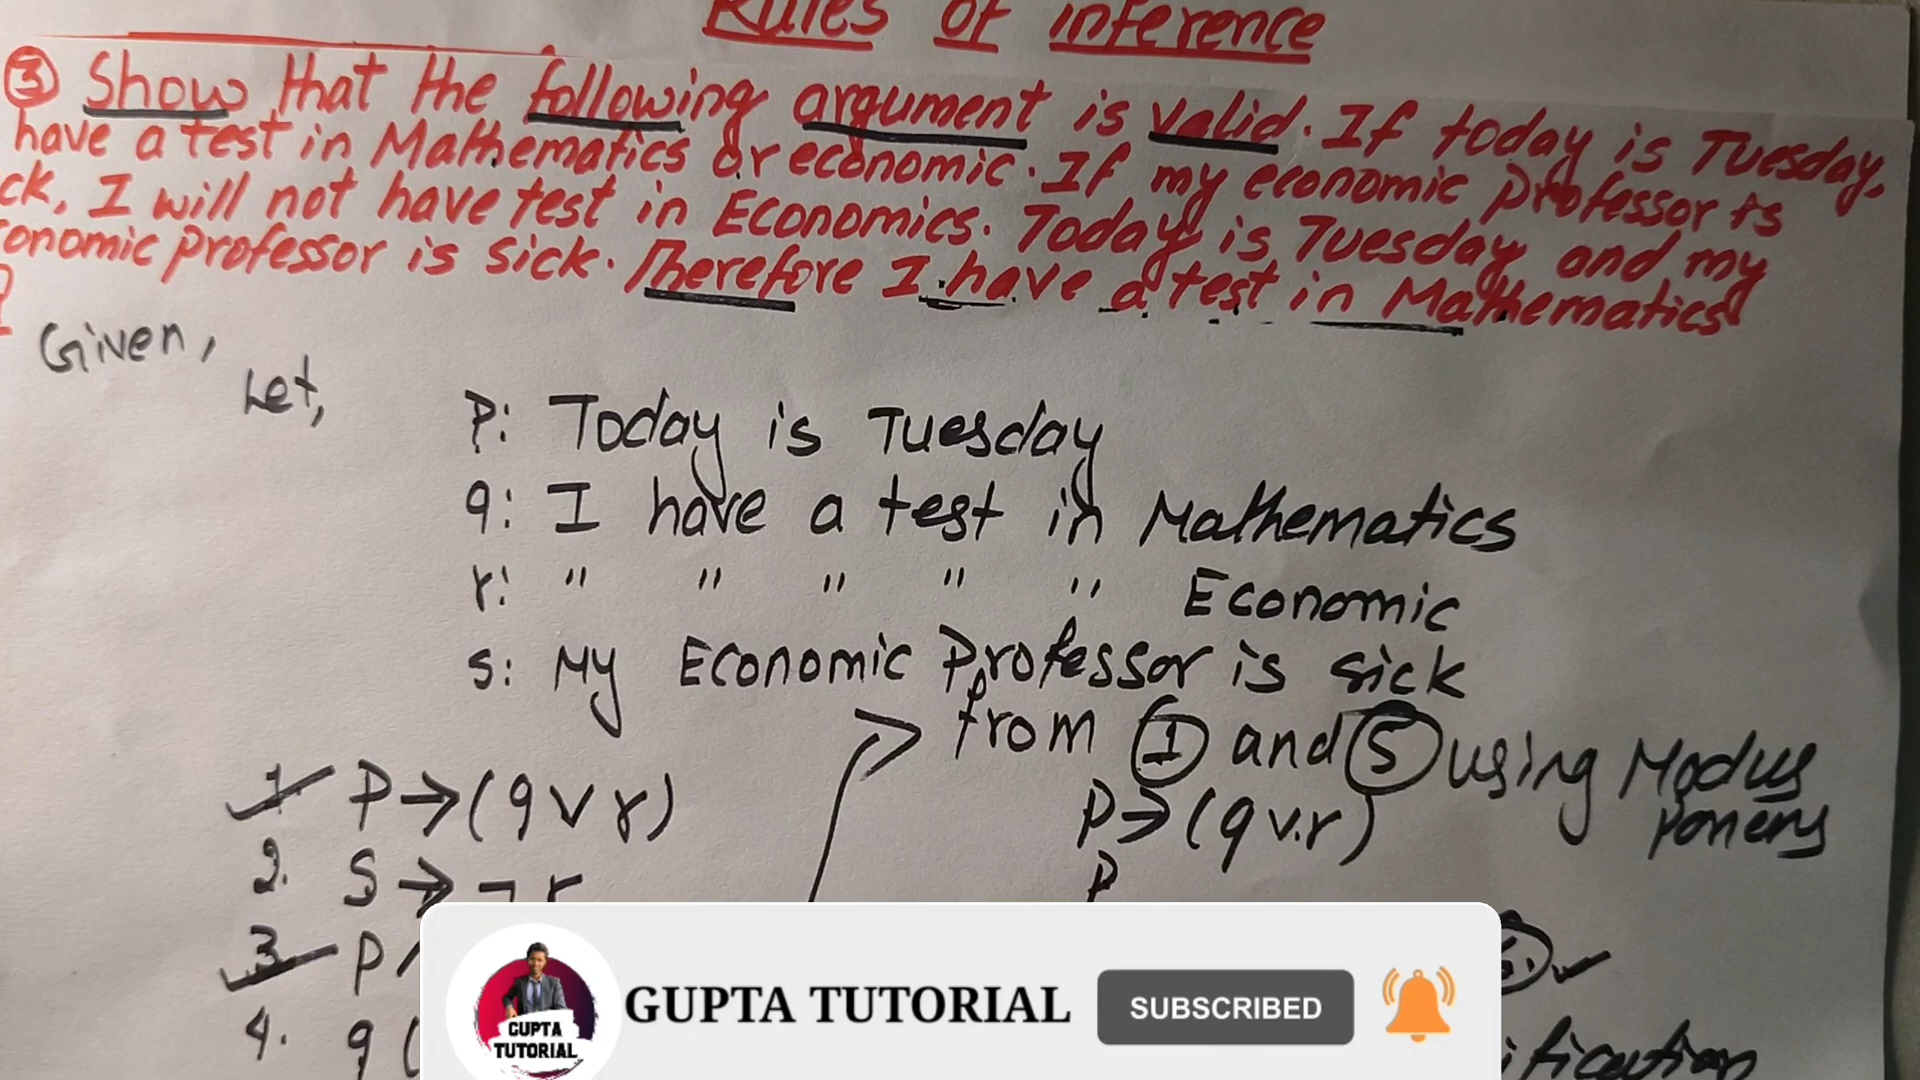 Rules of inference
③ Show that the following argument is valid. If today is Tuesday,
have a test in Mathematics or economic. If my economic Professor is
ck, I will not have test in Economics. Today is Tuesday and my
onomic professor is sick. Therefore I have a test in Mathematics
Given,
Let,
P: Today is Tuesday
q: I have a test in Mathematics
r: " " " " " Economic
s: My Economic Professor is sick
from ① and ⑤ using Modus
Ponens
1. P→(q∨r)
P→(q∨r)
2. S→¬r
P
3. P∧
4. q (
ification
GUPTA TUTORIAL
SUBSCRIBED
GUPTA
TUTORIAL